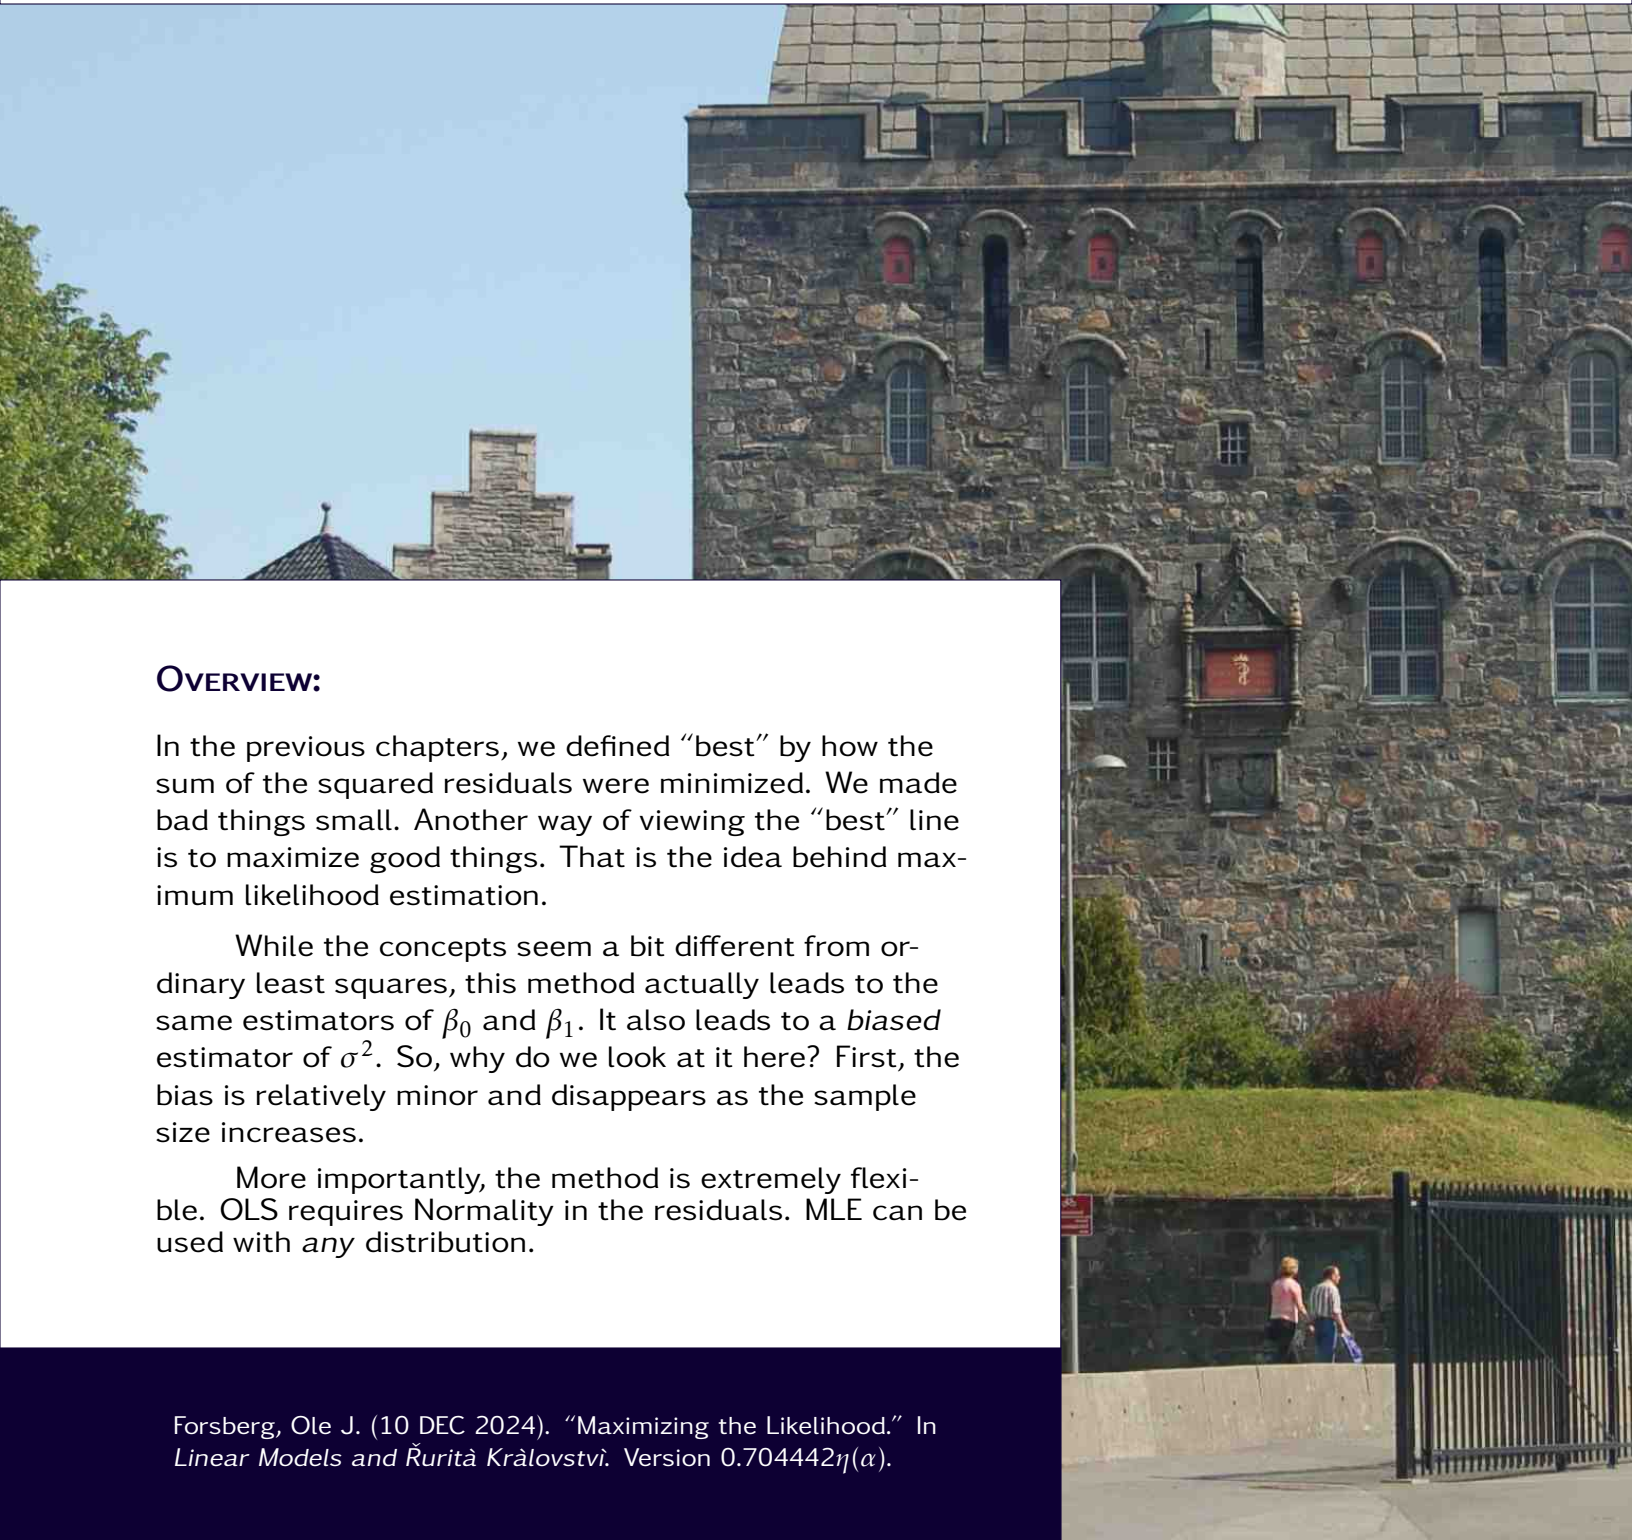 Overview:
In the previous chapters, we defined “best” by how the
sum of the squared residuals were minimized. We made
bad things small. Another way of viewing the “best” line
is to maximize good things. That is the idea behind max-
imum likelihood estimation.
While the concepts seem a bit different from or-
dinary least squares, this method actually leads to the
same estimators of β₀ and β₁. It also leads to a biased
estimator of σ². So, why do we look at it here? First, the
bias is relatively minor and disappears as the sample
size increases.
More importantly, the method is extremely flexi-
ble. OLS requires Normality in the residuals. MLE can be
used with any distribution.
Forsberg, Ole J. (10 DEC 2024). “Maximizing the Likelihood.” In
Linear Models and Řurità Kràlovstvì. Version 0.704442η(α).